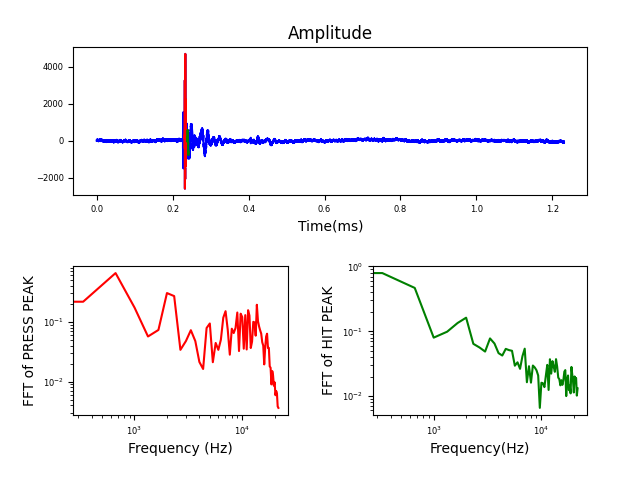 Amplitude
4000
2000
0
−2000
0.0 0.2 0.4 0.6 0.8 1.0 1.2
Time(ms)
FFT of PRESS PEAK
10⁻¹
10⁻²
10³ 10⁴
Frequency (Hz)
FFT of HIT PEAK
10⁰
10⁻¹
10⁻²
10³ 10⁴
Frequency(Hz)